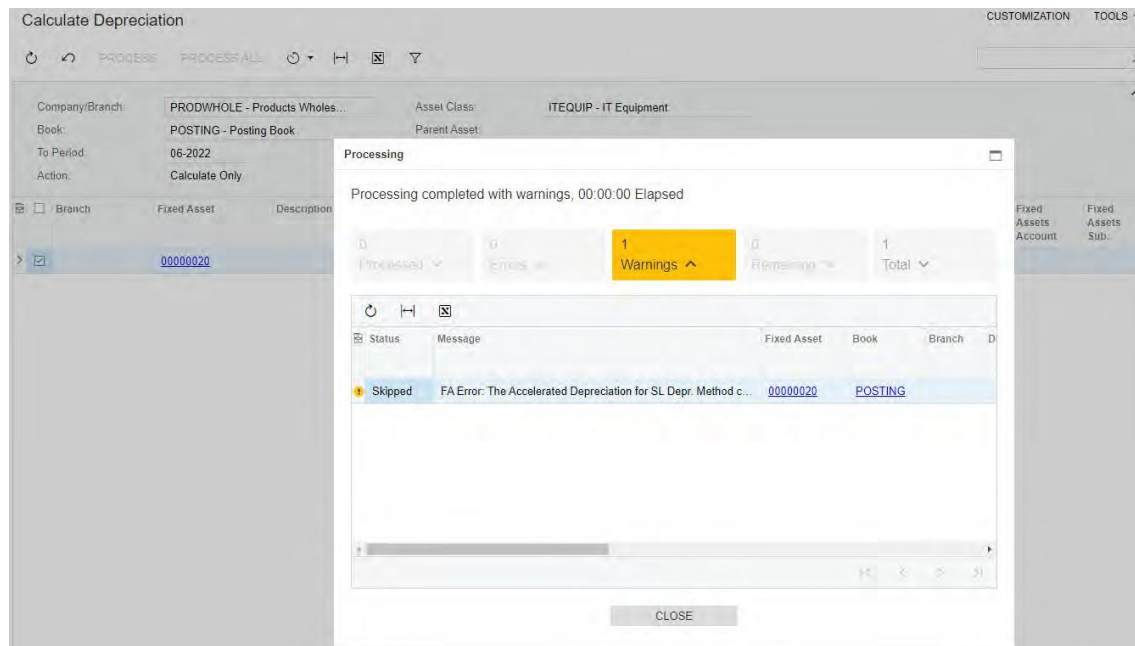 Calculate Depreciation
CUSTOMIZATION TOOLS
PROCESS PROCESS ALL
Company/Branch: PRODWHOLE - Products Wholes... Asset Class: ITEQUIP - IT Equipment
Book: POSTING - Posting Book Parent Asset:
To Period: 06-2022
Action: Calculate Only
Branch Fixed Asset Description Fixed Assets Account Fixed Assets Sub.
00000020
Processing
Processing completed with warnings, 00:00:00 Elapsed
0 0 1 0 1
Processed Errors Warnings Remaining Total
Status Message Fixed Asset Book Branch D
Skipped FA Error: The Accelerated Depreciation for SL Depr. Method c... 00000020 POSTING
CLOSE